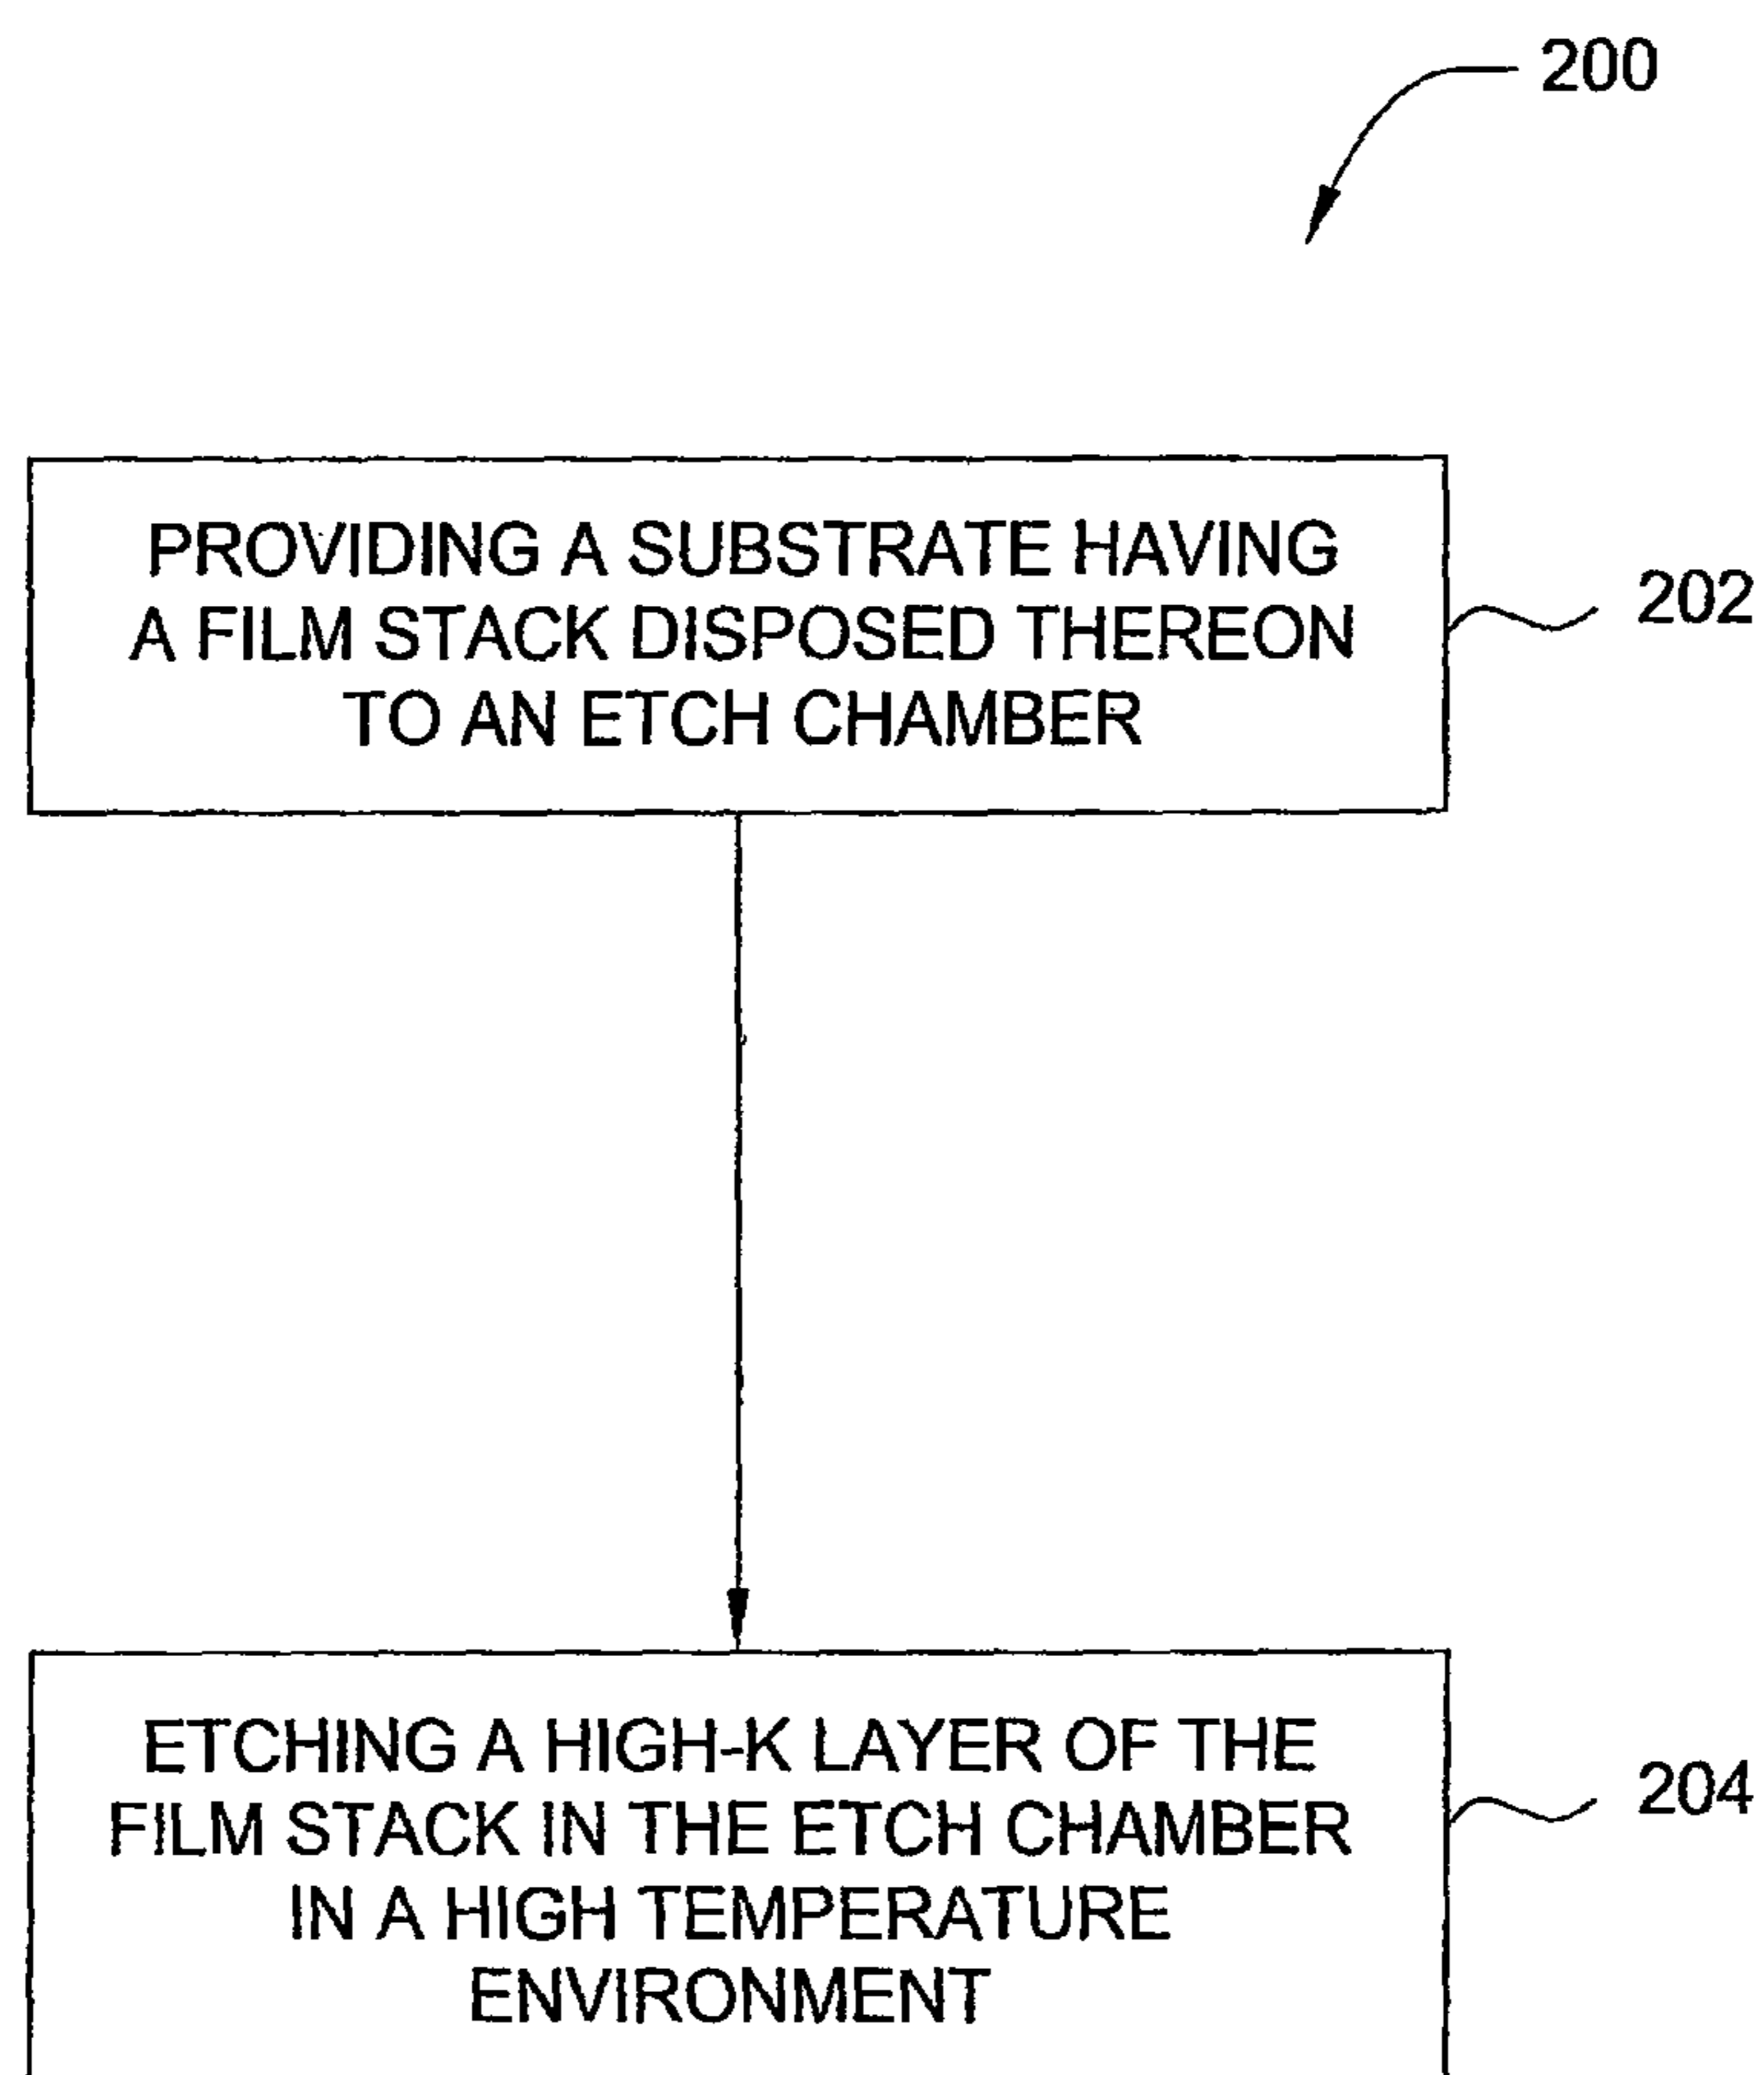 200
PROVIDING A SUBSTRATE HAVING
A FILM STACK DISPOSED THEREON
TO AN ETCH CHAMBER
202
ETCHING A HIGH-K LAYER OF THE
FILM STACK IN THE ETCH CHAMBER
IN A HIGH TEMPERATURE
ENVIRONMENT
204